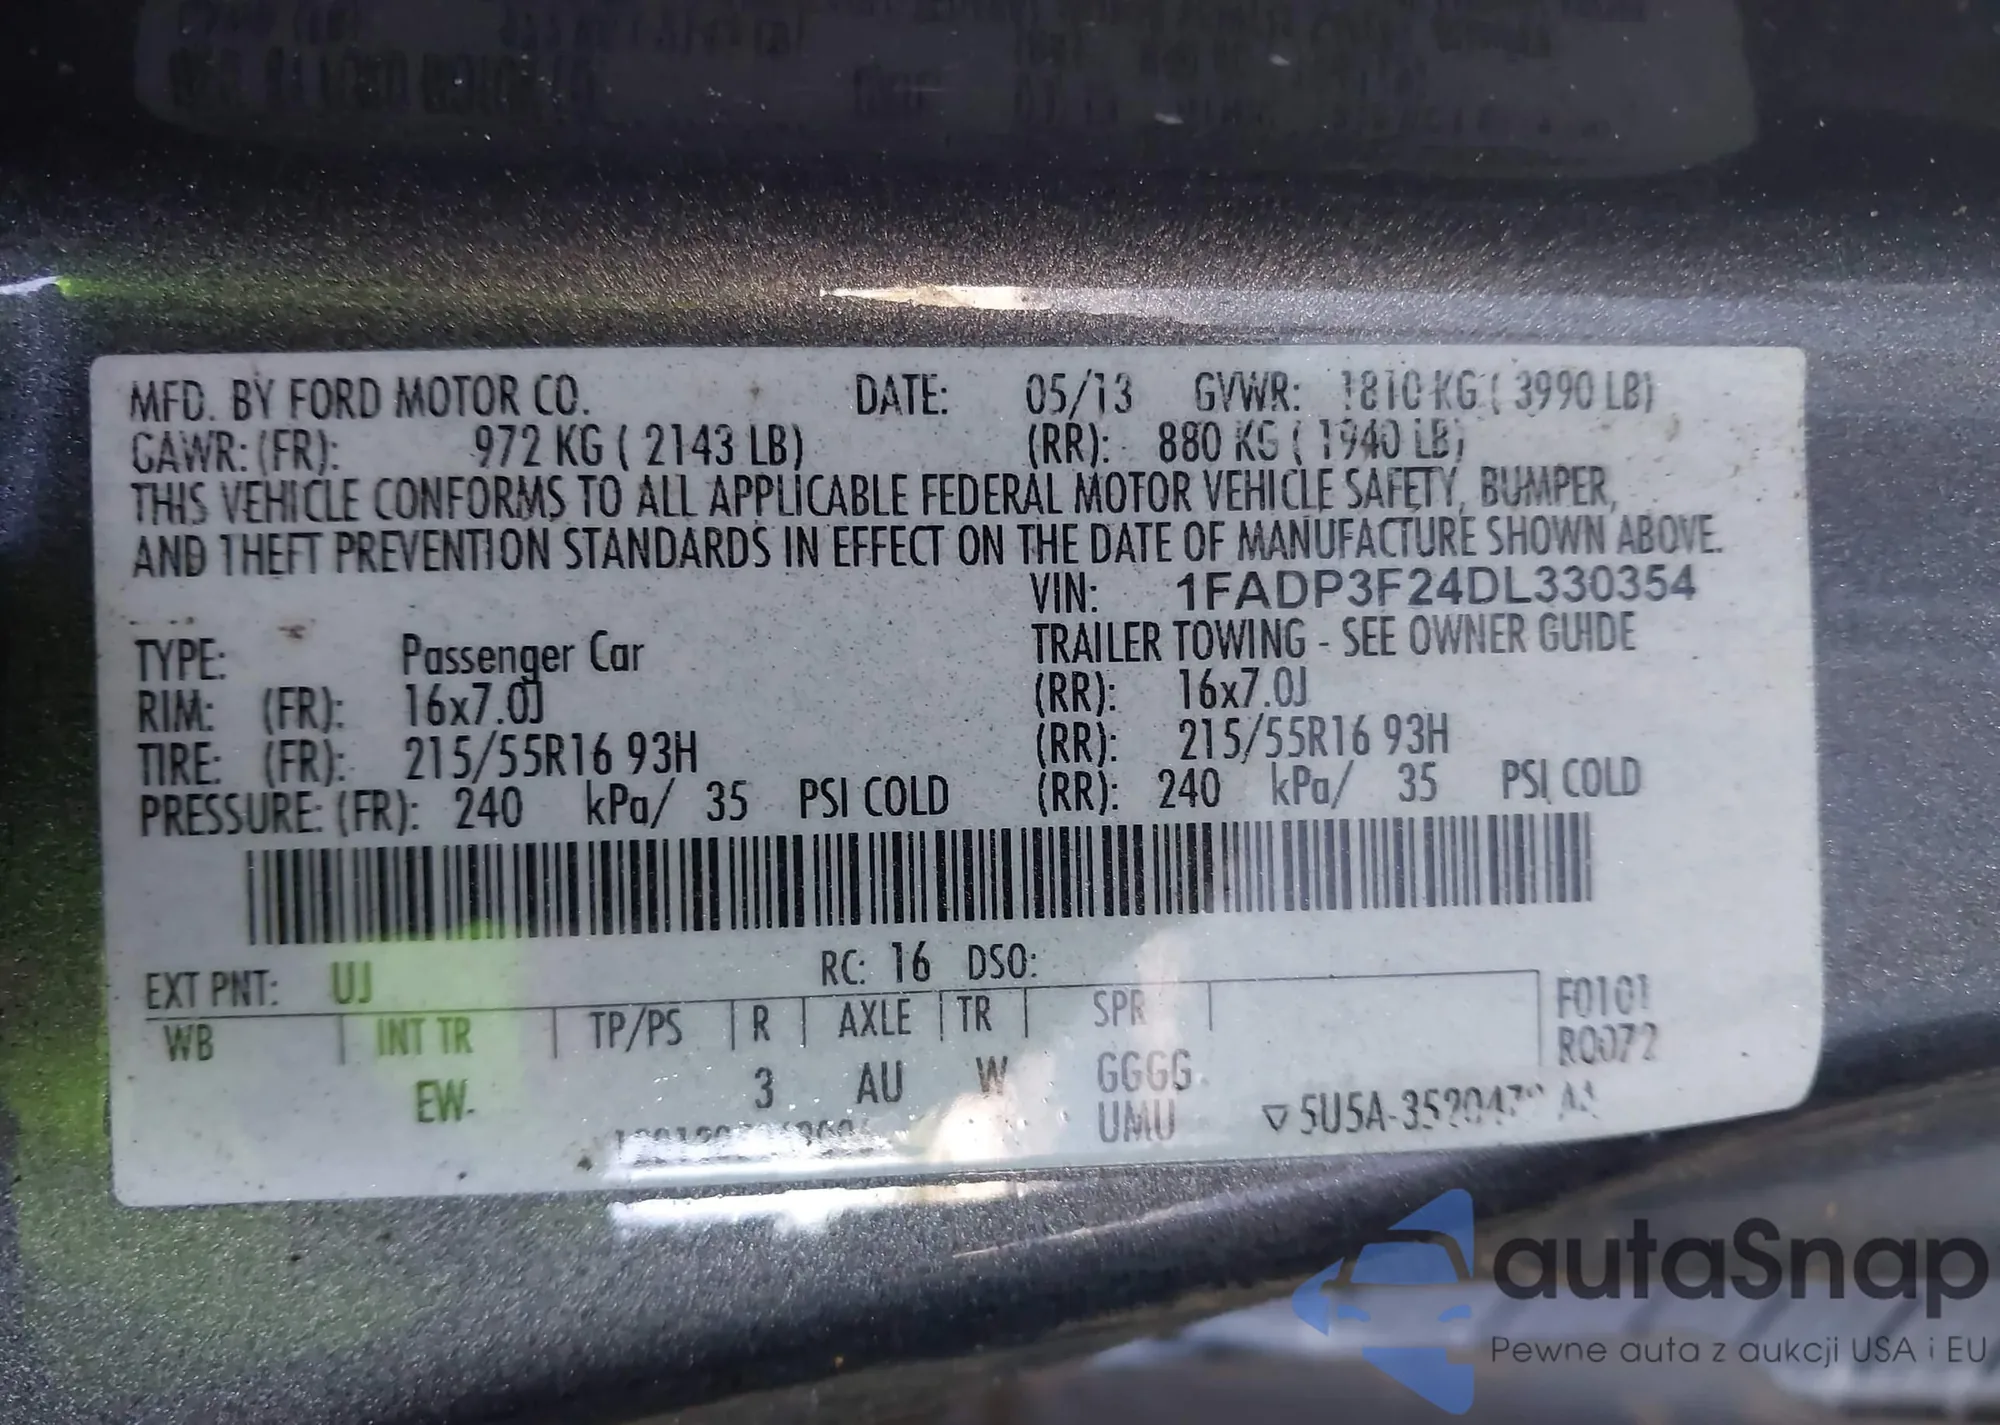 MFD. BY FORD MOTOR CO. DATE: 05/13 GVWR: 1810 KG ( 3990 LB)
GAWR: (FR): 972 KG ( 2143 LB) (RR): 880 KG ( 1940 LB)
THIS VEHICLE CONFORMS TO ALL APPLICABLE FEDERAL MOTOR VEHICLE SAFETY, BUMPER,
AND THEFT PREVENTION STANDARDS IN EFFECT ON THE DATE OF MANUFACTURE SHOWN ABOVE.
VIN: 1FADP3F24DL330354
TYPE: Passenger Car TRAILER TOWING - SEE OWNER GUIDE
RIM: (FR): 16x7.0J (RR): 16x7.0J
TIRE: (FR): 215/55R16 93H (RR): 215/55R16 93H
PRESSURE: (FR): 240 kPa/ 35 PSI COLD (RR): 240 kPa/ 35 PSI COLD
EXT PNT: UJ RC: 16 DSO:
WB INT TR TP/PS R AXLE TR SPR F0101
R0072
EW 3 AU W GGGG
UMU
autaSnap
Pewne auta z aukcji USA i EU